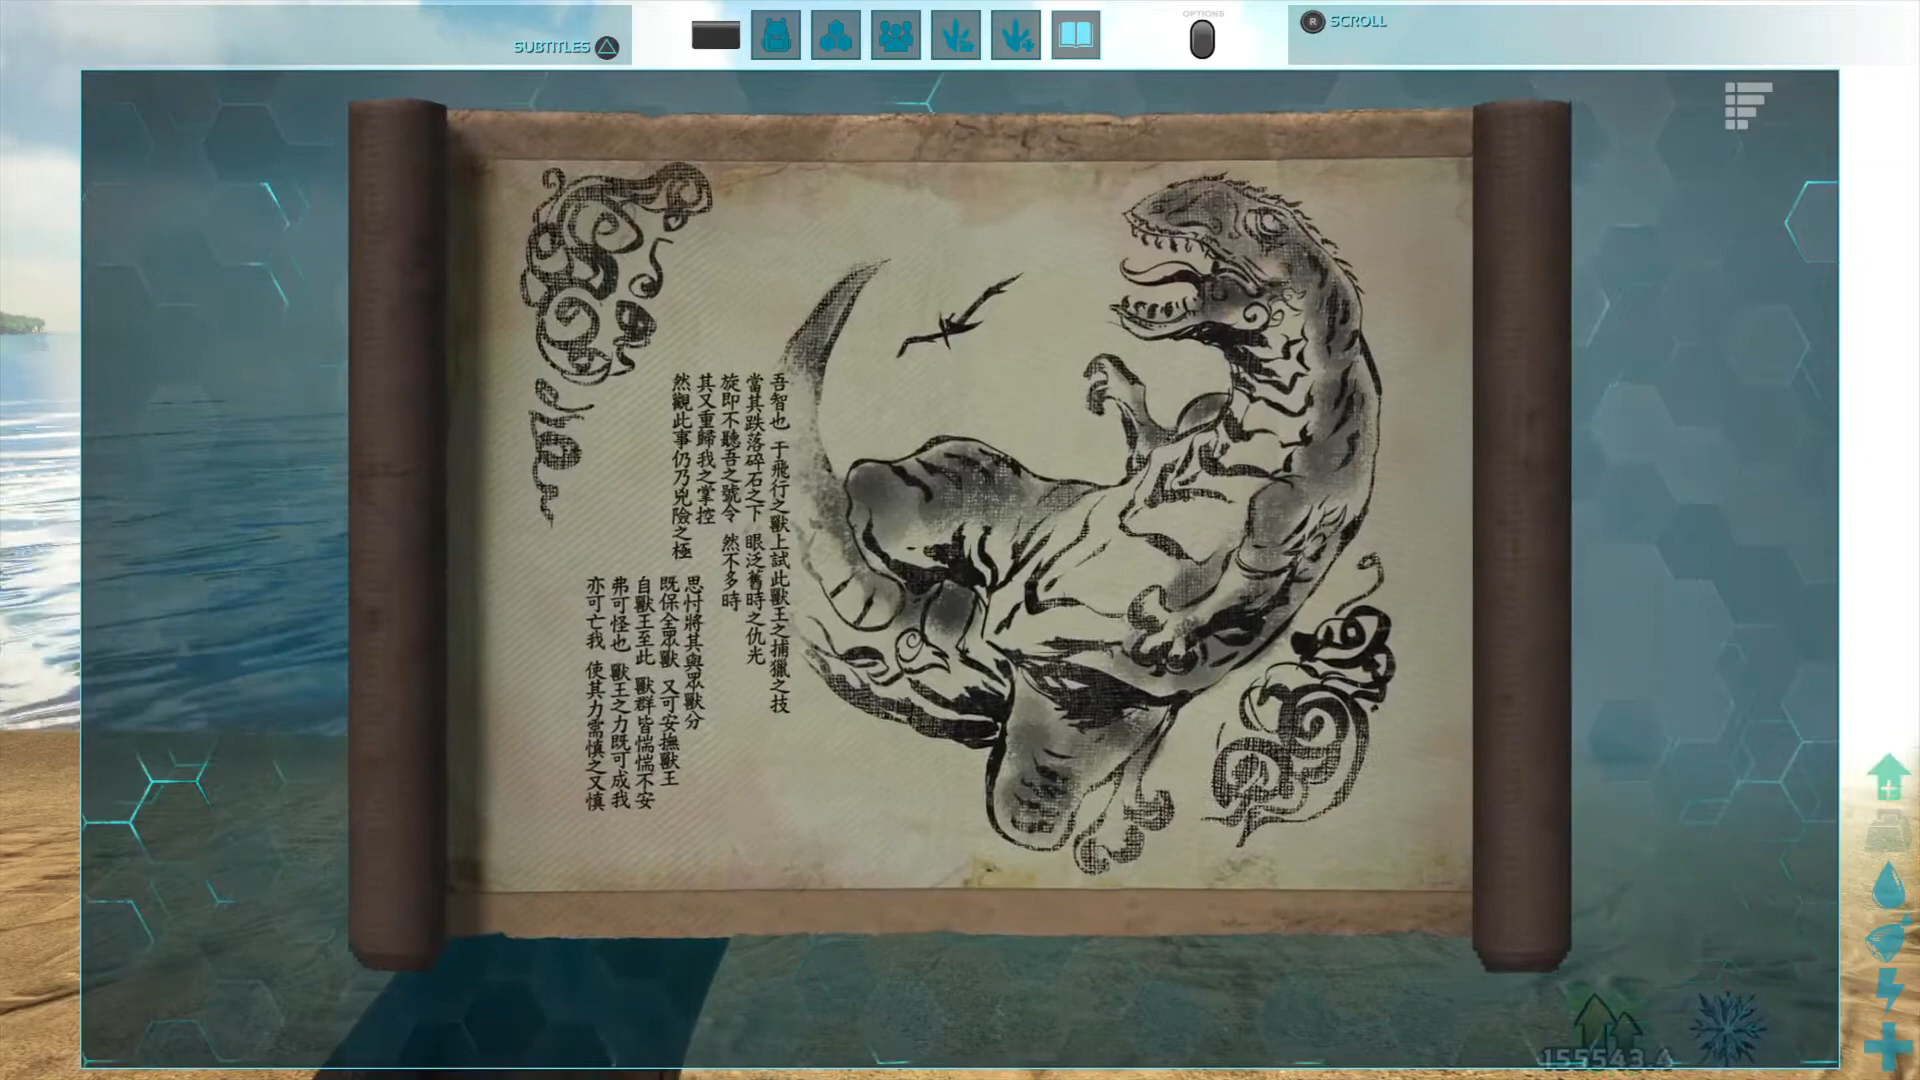 SUBTITLES
OPTIONS
R SCROLL
吾智也 于飛行之獸上試此獸王之捕獵之技
當其跌落碎石之下 眼泛舊時之仇光
旋即不聽吾之號令 然不多時
其又重歸我之掌控
然觀此事仍乃兇險之極
思忖將其與眾獸分
既保全眾獸 又可安撫獸王
自獸王至此 獸群皆惴惴不安
弗可怪也 獸王之力既可成我
亦可亡我 使其力需慎之又慎
155543.4